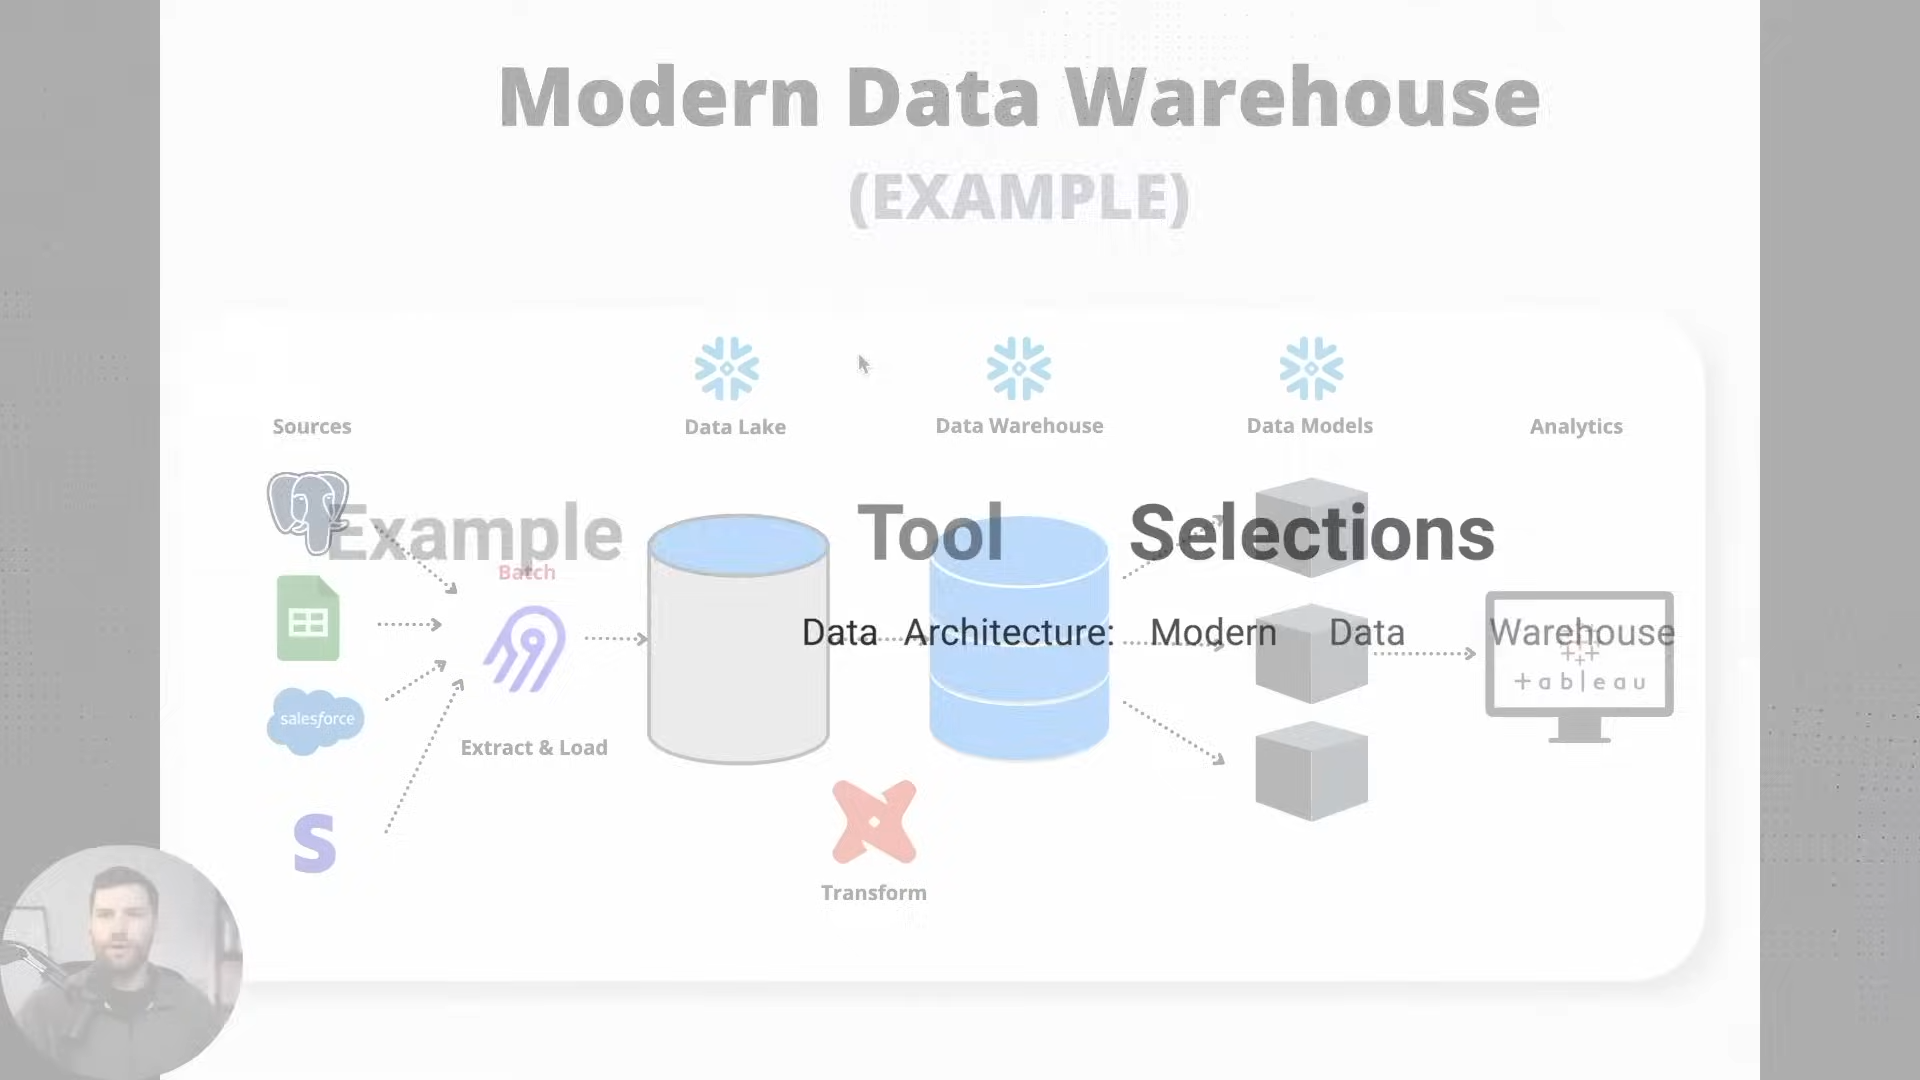 Modern Data Warehouse
(EXAMPLE)
Sources
Data Lake
Data Warehouse
Data Models
Analytics
Example Tool Selections
Batch
Data Architecture: Modern Data Warehouse
tableau
salesforce
Extract & Load
S
Transform